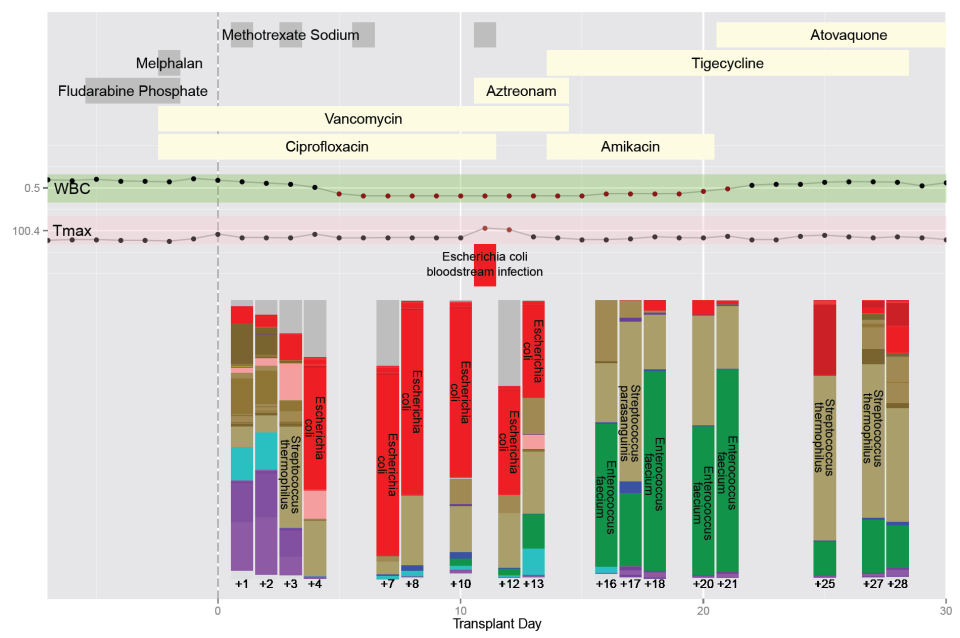 Methotrexate Sodium
Atovaquone
Melphalan
Tigecycline
Fludarabine Phosphate
Aztreonam
Vancomycin
Ciprofloxacin
Amikacin
0.5
WBC
100.4
Tmax
Escherichia coli
bloodstream infection
Streptococcus
thermophilus
Escherichia
coli
Escherichia
coli
Escherichia
coli
Escherichia
coli
Escherichia
coli
Escherichia
coli
Enterococcus
faecium
Streptococcus
parasanguinis
Enterococcus
faecium
Enterococcus
faecium
Enterococcus
faecium
Streptococcus
thermophilus
Streptococcus
thermophilus
+1 +2 +3 +4 +7 +8 +10 +12 +13 +16 +17 +18 +20 +21 +25 +27 +28
0 10 20 30
Transplant Day